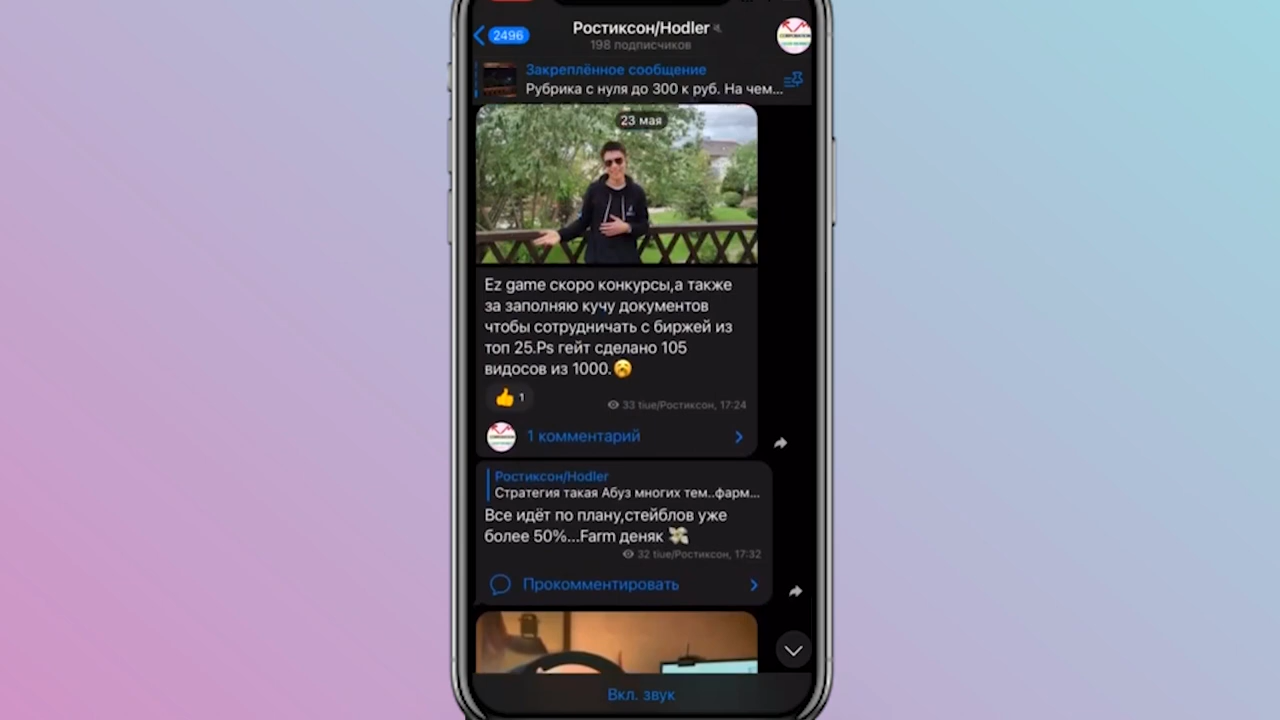 2496
Ростиксон/Hodler
198 подписчиков
Закреплённое сообщение
Рубрика с нуля до 300 к руб. На чем...
23 мая
Ez game скоро конкурсы,а также
за заполняю кучу документов
чтобы сотрудничать с биржей из
топ 25.Ps гейт сделано 105
видосов из 1000.
1
33 tiue/Ростиксон, 17:24
CORPORATION
1 комментарий
Ростиксон/Hodler
Стратегия такая Абуз многих тем..фарм...
Все идёт по плану,стейблов уже
более 50%...Farm деняк
32 tiue/Ростиксон, 17:32
Прокомментировать
Вкл. звук